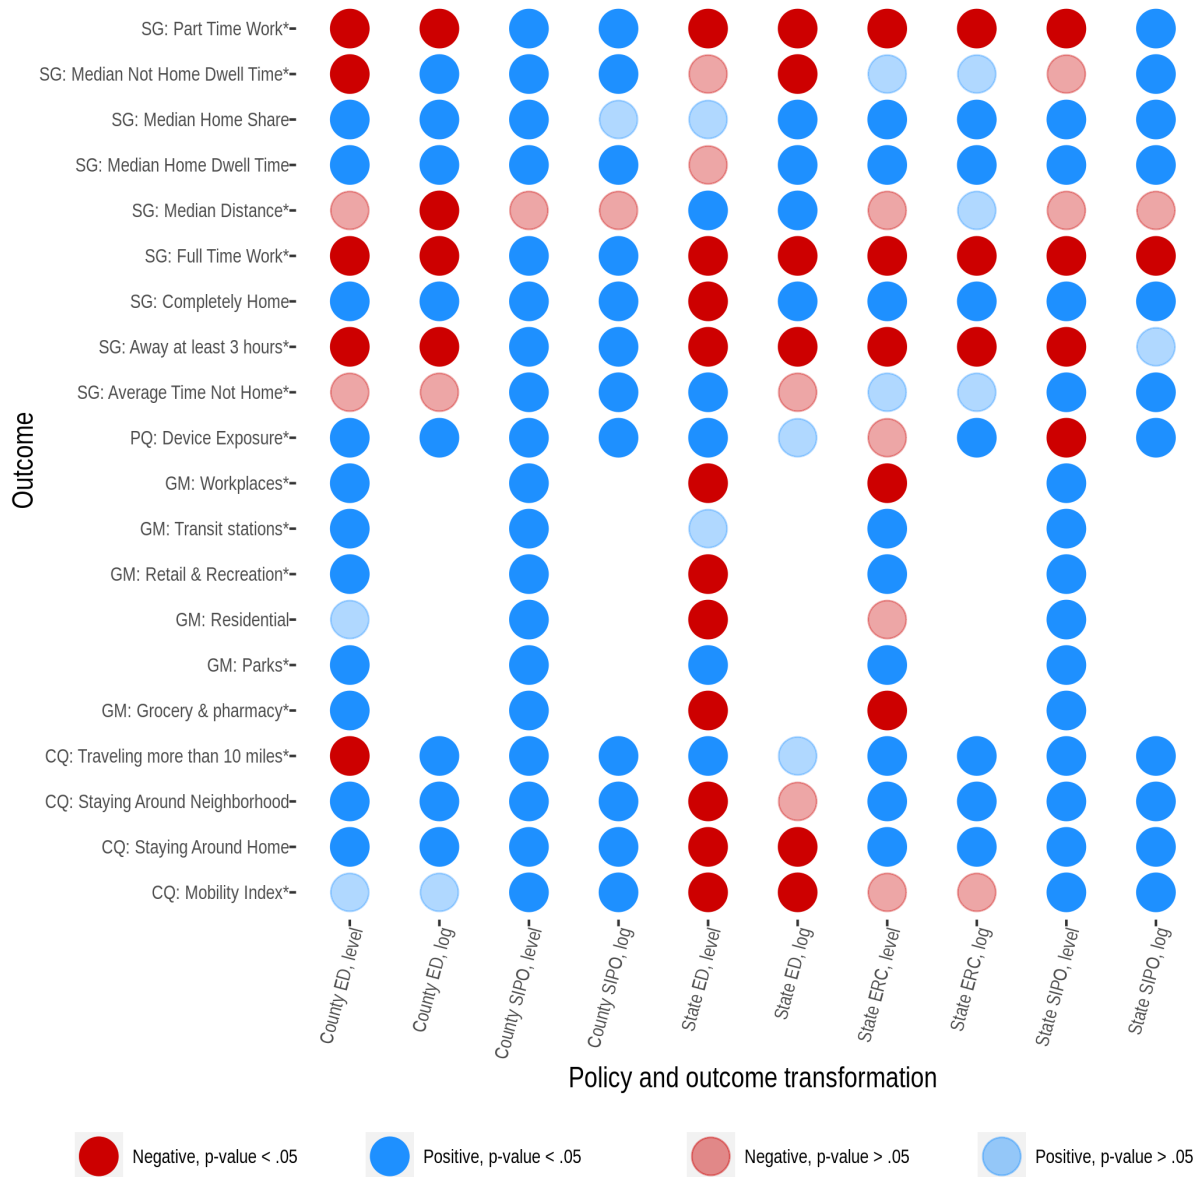 SG: Part Time Work*
SG: Median Not Home Dwell Time*
SG: Median Home Share
SG: Median Home Dwell Time
SG: Median Distance*
SG: Full Time Work*
SG: Completely Home
SG: Away at least 3 hours*
SG: Average Time Not Home*
PQ: Device Exposure*
GM: Workplaces*
GM: Transit stations*
GM: Retail & Recreation*
GM: Residential
GM: Parks*
GM: Grocery & pharmacy*
CQ: Traveling more than 10 miles*
CQ: Staying Around Neighborhood
CQ: Staying Around Home
CQ: Mobility Index*
Outcome
County ED, level
County ED, log
County SIPO, level
County SIPO, log
State ED, level
State ED, log
State ERC, level
State ERC, log
State SIPO, level
State SIPO, log
Policy and outcome transformation
Negative, p-value < .05
Positive, p-value < .05
Negative, p-value > .05
Positive, p-value > .05